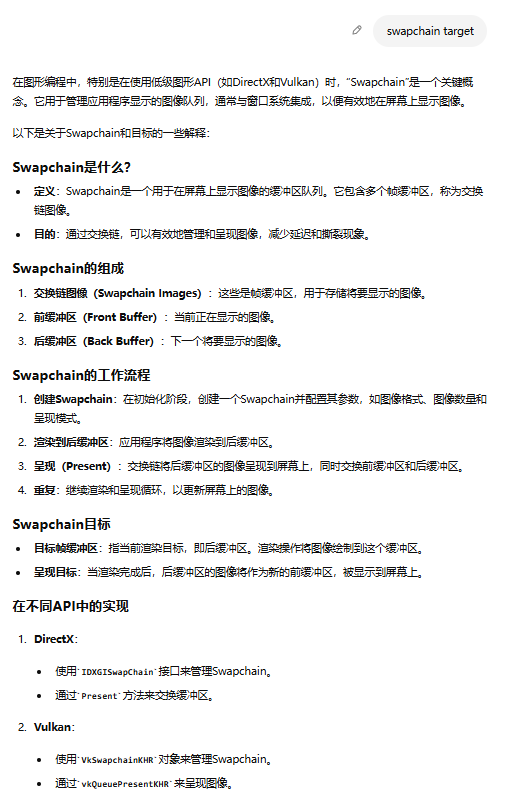 swapchain target
在图形编程中，特别是在使用低级图形API（如DirectX和Vulkan）时，“Swapchain”是一个关键概
念。它用于管理应用程序显示的图像队列，通常与窗口系统集成，以便有效地在屏幕上显示图像。
以下是关于Swapchain和目标的一些解释：
Swapchain是什么？
• 定义：Swapchain是一个用于在屏幕上显示图像的缓冲区队列。它包含多个帧缓冲区，称为交换
链图像。
• 目的：通过交换链，可以有效地管理和呈现图像，减少延迟和撕裂现象。
Swapchain的组成
1. 交换链图像（Swapchain Images）：这些是帧缓冲区，用于存储将要显示的图像。
2. 前缓冲区（Front Buffer）：当前正在显示的图像。
3. 后缓冲区（Back Buffer）：下一个将要显示的图像。
Swapchain的工作流程
1. 创建Swapchain：在初始化阶段，创建一个Swapchain并配置其参数，如图像格式、图像数量和
呈现模式。
2. 渲染到后缓冲区：应用程序将图像渲染到后缓冲区。
3. 呈现（Present）：交换链将后缓冲区的图像呈现到屏幕上，同时交换前缓冲区和后缓冲区。
4. 重复：继续渲染和呈现循环，以更新屏幕上的图像。
Swapchain目标
• 目标帧缓冲区：指当前渲染目标，即后缓冲区。渲染操作将图像绘制到这个缓冲区。
• 呈现目标：当渲染完成后，后缓冲区的图像将作为新的前缓冲区，被显示到屏幕上。
在不同API中的实现
1. DirectX：
• 使用`IDXGISwapChain`接口来管理Swapchain。
• 通过`Present`方法来交换缓冲区。
2. Vulkan：
• 使用`VkSwapchainKHR`对象来管理Swapchain。
• 通过`vkQueuePresentKHR`来呈现图像。